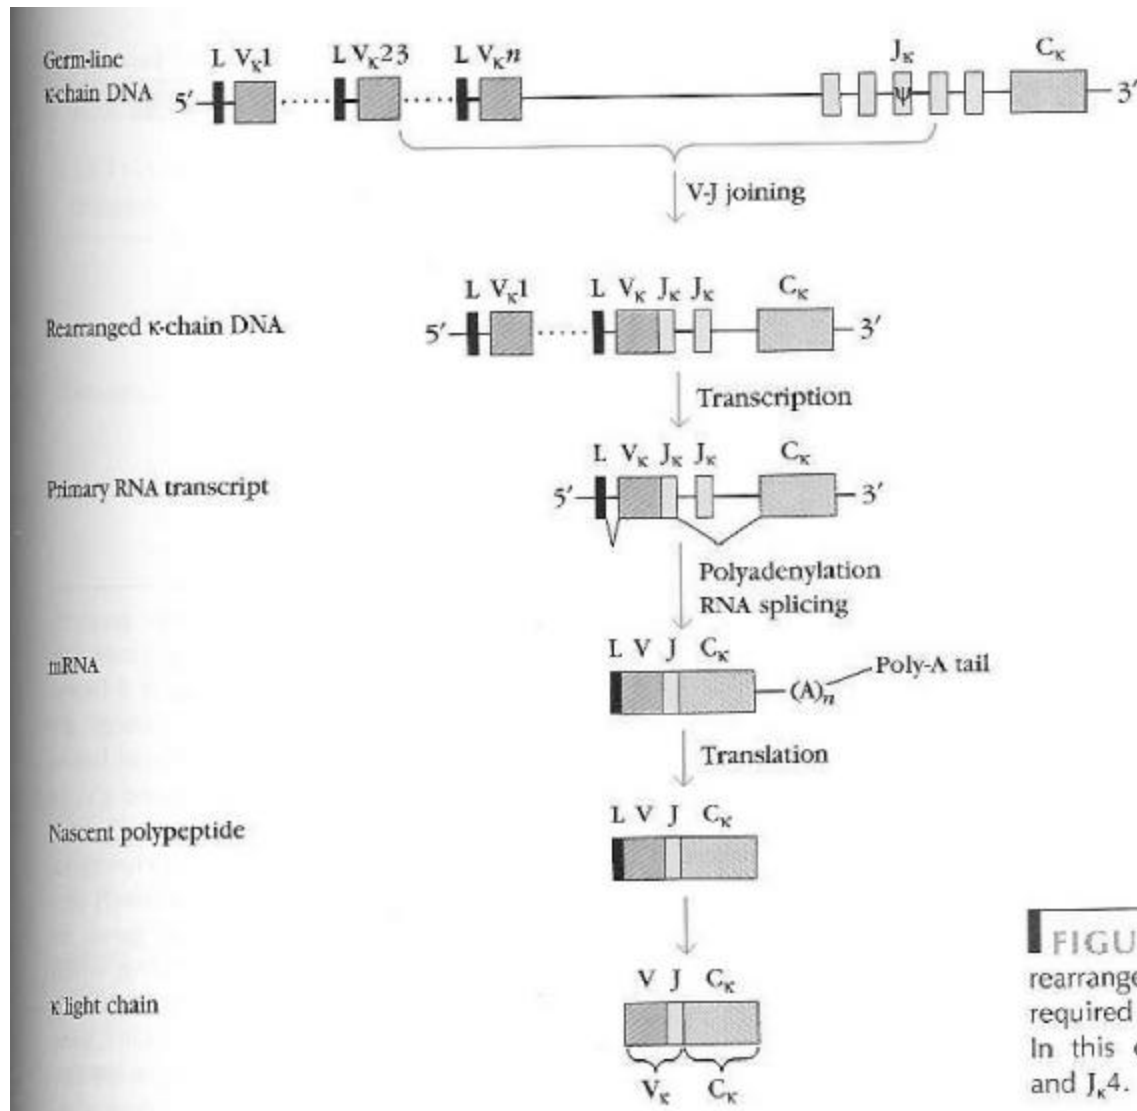 Germ-line
κ-chain DNA
L Vκ1 L Vκ23 L Vκn Jκ Cκ
5′ ψ 3′
V-J joining
Rearranged κ-chain DNA
L Vκ1 L Vκ Jκ Jκ Cκ
5′ 3′
Transcription
Primary RNA transcript
L Vκ Jκ Jκ Cκ
5′ 3′
Polyadenylation
RNA splicing
mRNA
L V J Cκ
(A)n
Poly-A tail
Translation
Nascent polypeptide
L V J Cκ
κ light chain
V J Cκ
Vκ Cκ
FIGU
rearrange
required
In this
and Jκ4.